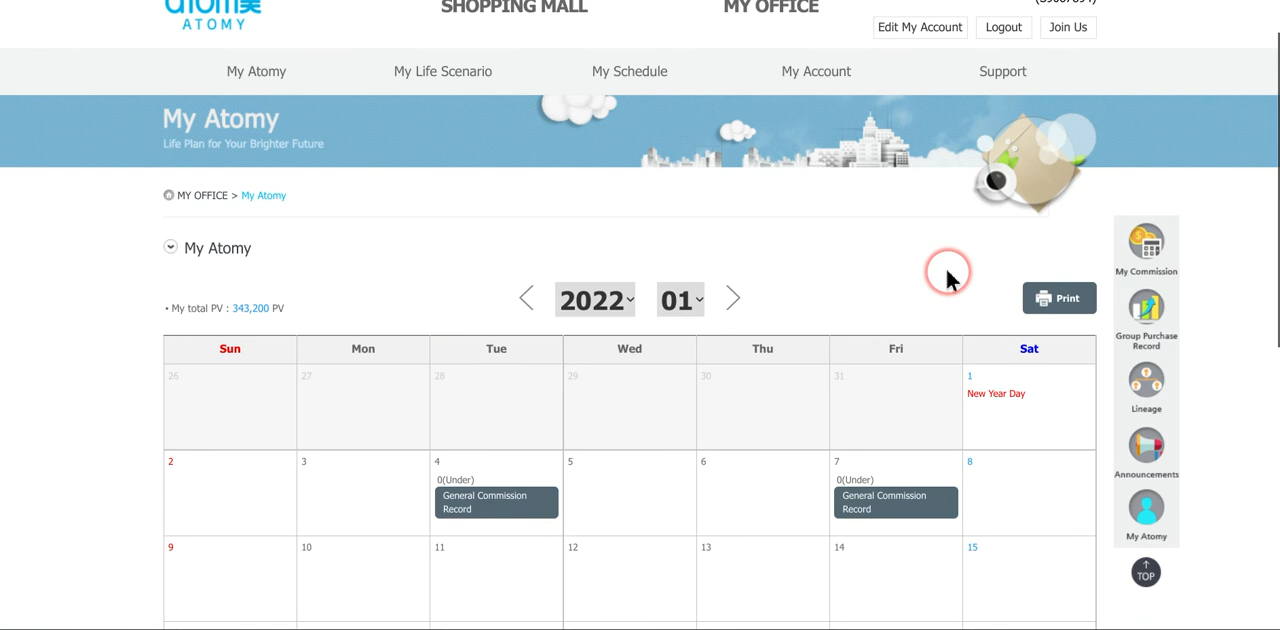 SHOPPING MALL
MY OFFICE
ATOMY
Edit My Account
Logout
Join Us
My Atomy
My Life Scenario
My Schedule
My Account
Support
My Atomy
Life Plan for Your Brighter Future
MY OFFICE > My Atomy
My Atomy
• My total PV : 343,200 PV
2022
01
Print
Sun Mon Tue Wed Thu Fri Sat
26 27 28 29 30 31 1
New Year Day
2 3 4 5 6 7 8
0(Under)
General Commission
Record
0(Under)
General Commission
Record
9 10 11 12 13 14 15
My Commission
Group Purchase
Record
Lineage
Announcements
My Atomy
TOP